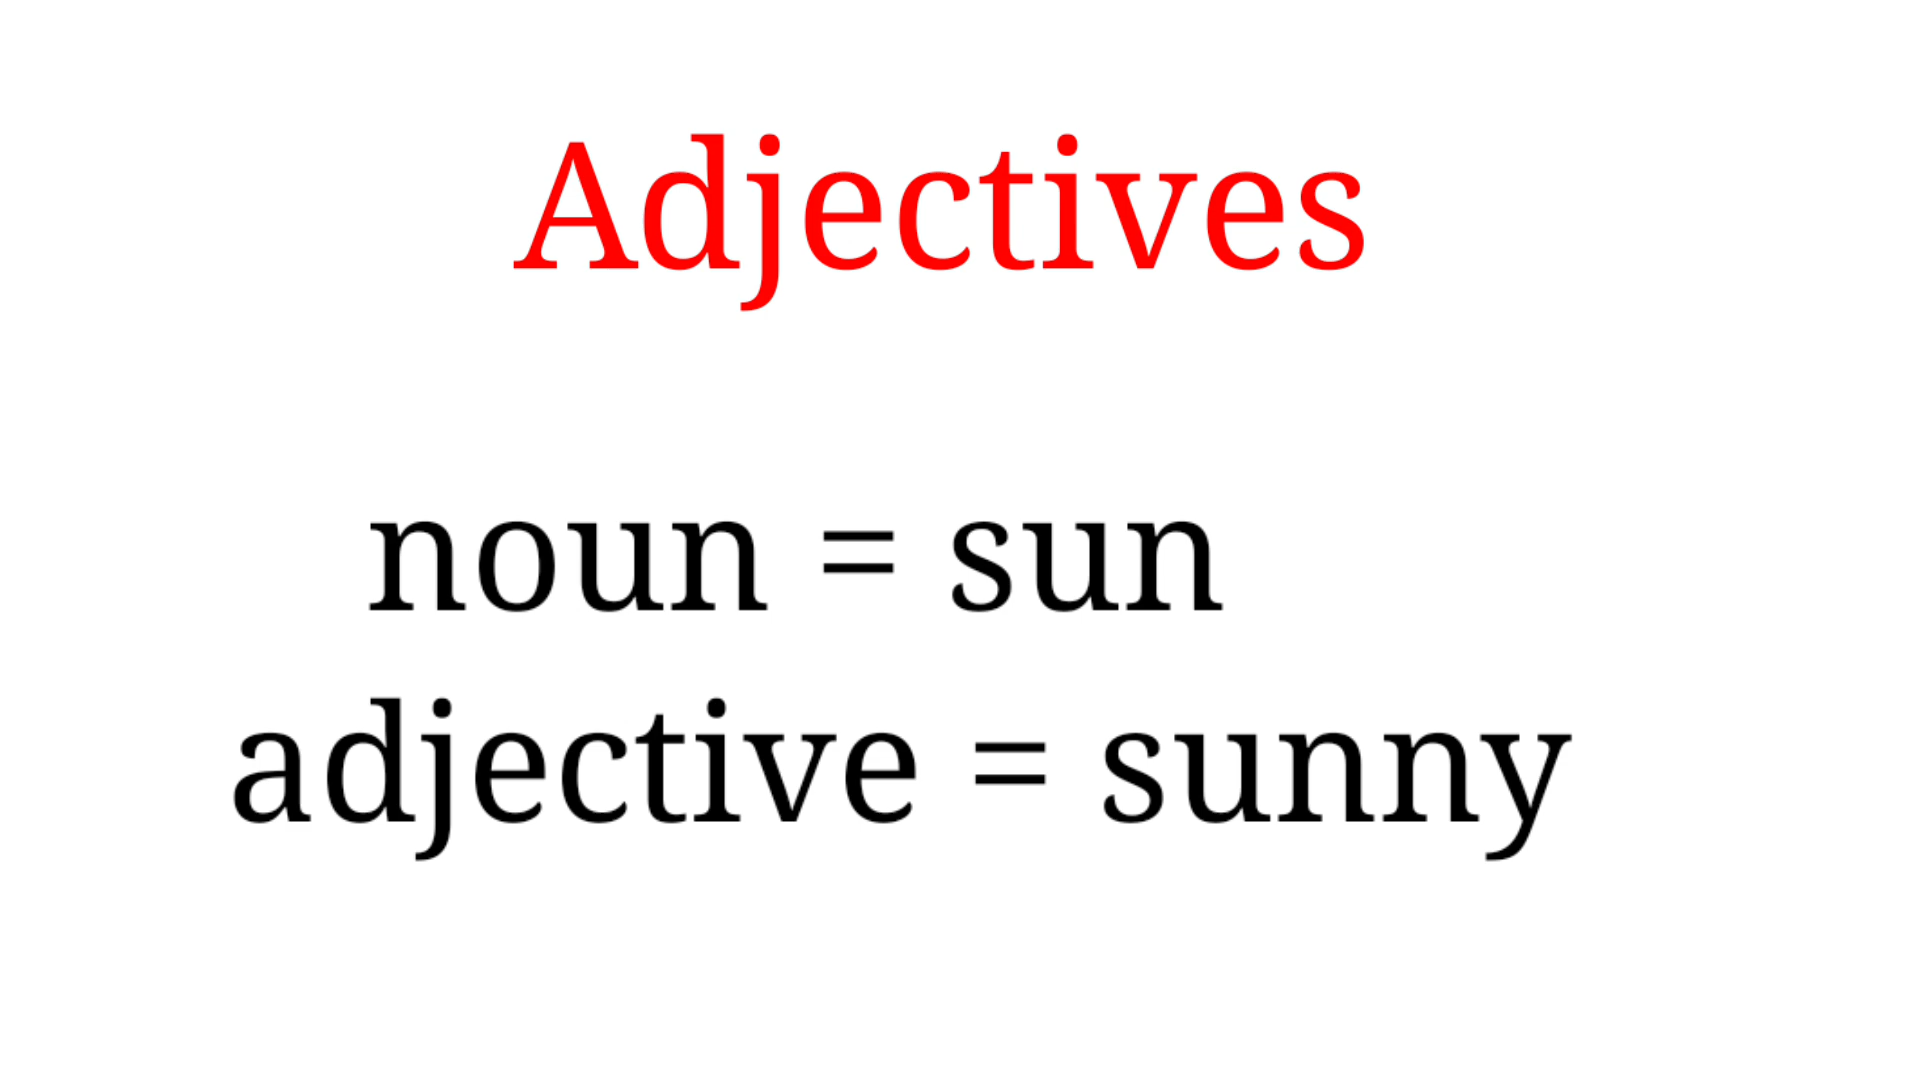 Adjectives
noun = sun
adjective = sunny